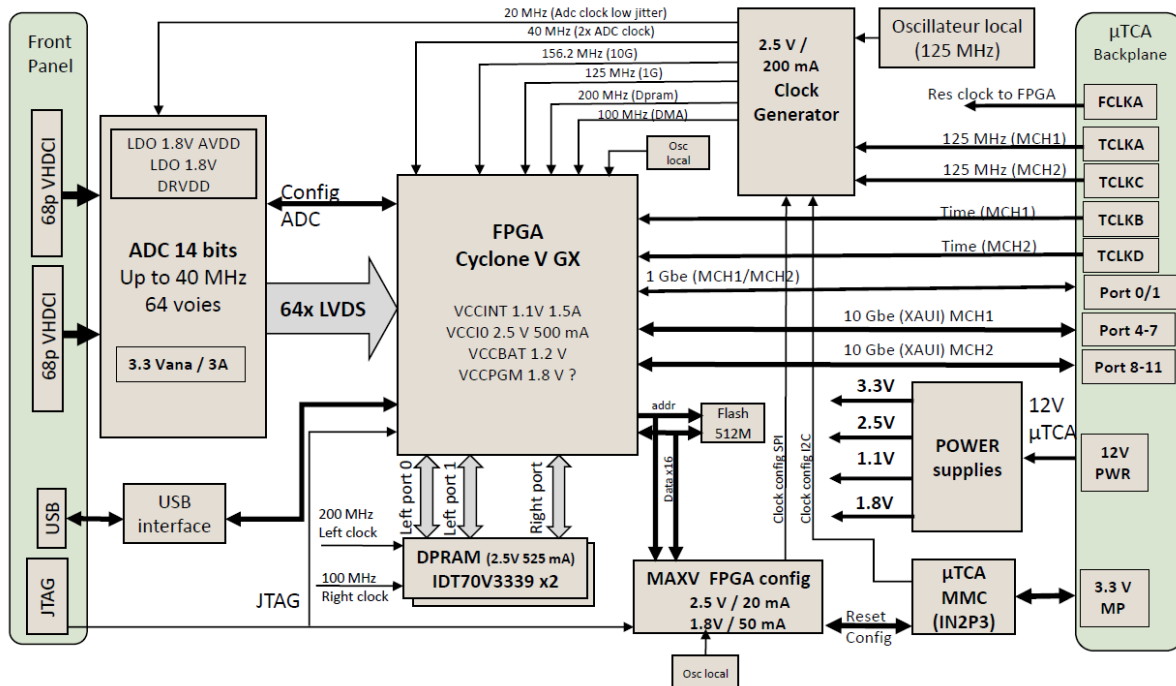 Front
Panel
68p VHDCI
68p VHDCI
USB
JTAG
LDO 1.8V AVDD
LDO 1.8V
DRVDD
ADC 14 bits
Up to 40 MHz
64 voies
3.3 Vana / 3A
Config
ADC
64x LVDS
USB
interface
JTAG
20 MHz (Adc clock low jitter)
40 MHz (2x ADC clock)
156.2 MHz (10G)
125 MHz (1G)
200 MHz (Dpram)
100 MHz (DMA)
Osc
local
2.5 V /
200 mA
Clock
Generator
Oscillateur local
(125 MHz)
FPGA
Cyclone V GX
VCCINT 1.1V 1.5A
VCCI0 2.5 V 500 mA
VCCBAT 1.2 V
VCCPGM 1.8 V ?
Left port 0
Left port 1
Right port
200 MHz
Left clock
100 MHz
Right clock
DPRAM (2.5V 525 mA)
IDT70V3339 x2
addr
Data x16
Flash
512M
Clock config SPI
Clock config I2C
MAXV FPGA config
2.5 V / 20 mA
1.8V / 50 mA
Osc local
Reset
Config
µTCA
MMC
(IN2P3)
3.3V
2.5V
1.1V
1.8V
POWER
supplies
12V
µTCA
Res clock to FPGA
125 MHz (MCH1)
125 MHz (MCH2)
Time (MCH1)
Time (MCH2)
1 Gbe (MCH1/MCH2)
10 Gbe (XAUI) MCH1
10 Gbe (XAUI) MCH2
µTCA
Backplane
FCLKA
TCLKA
TCLKC
TCLKB
TCLKD
Port 0/1
Port 4-7
Port 8-11
12V
PWR
3.3 V
MP